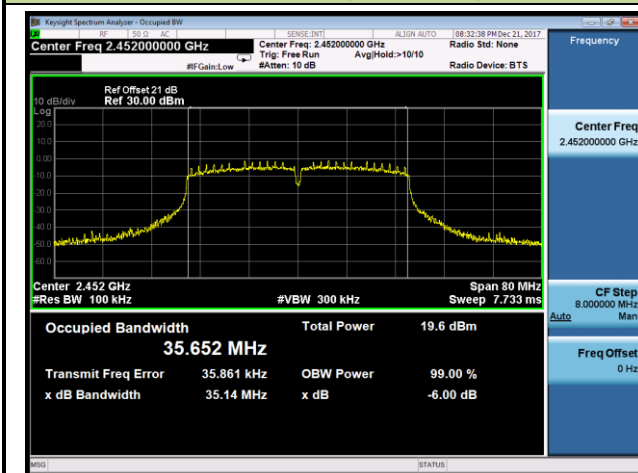 Keysight Spectrum Analyzer - Occupied BW
RF 50 Ω AC SENSE:INT ALIGN AUTO 08:32:38 PM Dec 21, 2017
Center Freq 2.452000000 GHz
Center Freq: 2.452000000 GHz Radio Std: None
Trig: Free Run Avg|Hold:>10/10
#IFGain:Low #Atten: 10 dB Radio Device: BTS
Frequency
Ref Offset 21 dB
10 dB/div Ref 30.00 dBm
Log
20.0
10.0
0.00
-10.0
-20.0
-30.0
-40.0
-50.0
-60.0
Center Freq
2.452000000 GHz
Center 2.452 GHz Span 80 MHz
#Res BW 100 kHz #VBW 300 kHz Sweep 7.733 ms
CF Step
8.000000 MHz
Auto Man
Occupied Bandwidth Total Power 19.6 dBm
35.652 MHz
Transmit Freq Error 35.861 kHz OBW Power 99.00 %
x dB Bandwidth 35.14 MHz x dB -6.00 dB
Freq Offset
0 Hz
MSG STATUS